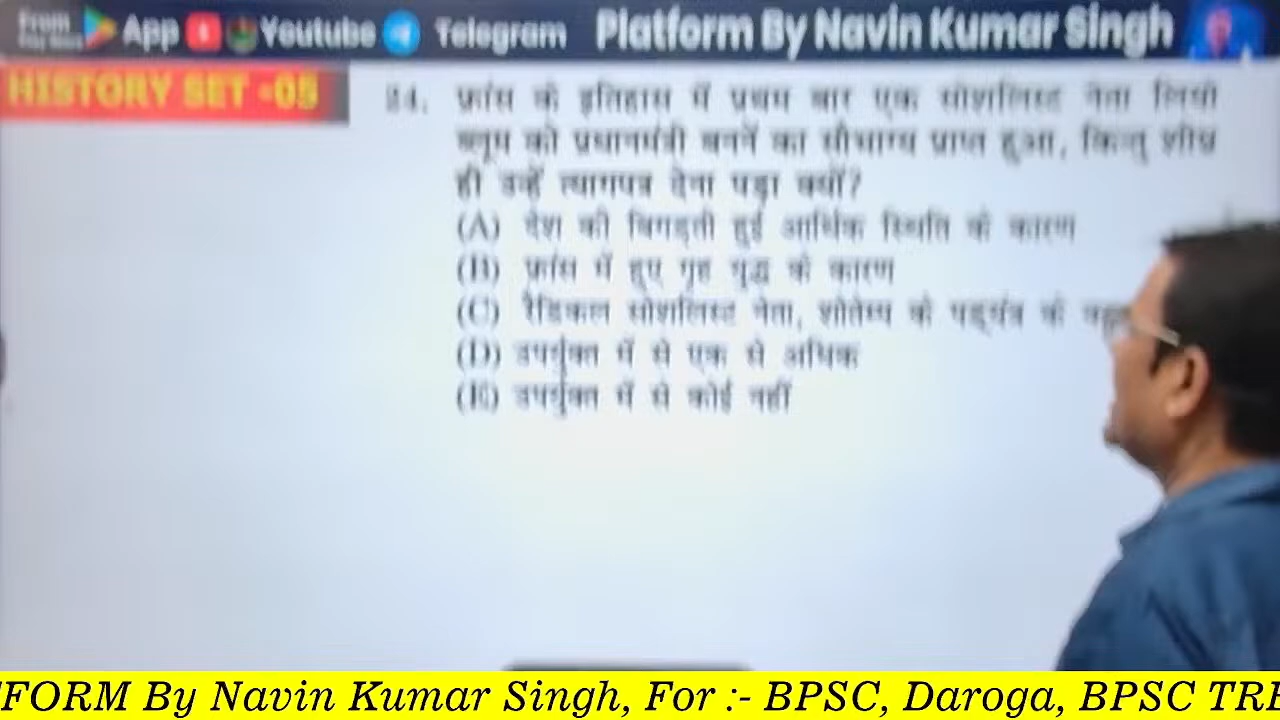 From
App Youtube Telegram Platform By Navin Kumar Singh
HISTORY SET -05
24. फ्रांस के इतिहास में प्रथम बार एक सोशलिस्ट नेता लियो
ब्लूम को प्रधानमंत्री बननें का सौभाग्य प्राप्त हुआ, किन्तु शीघ्र
ही उन्हें त्यागपत्र देना पड़ा क्यों?
(A) देश की बिगड़ती हुई आर्थिक स्थिति के कारण
(B) फ्रांस में हुए गृह युद्ध के कारण
(C) रैडिकल सोशलिस्ट नेता, के षड्यंत्र के
(D) उपर्युक्त में से एक से अधिक
(E) उपर्युक्त में से कोई नहीं
FORM By Navin Kumar Singh, For :- BPSC, Daroga, BPSC TRE